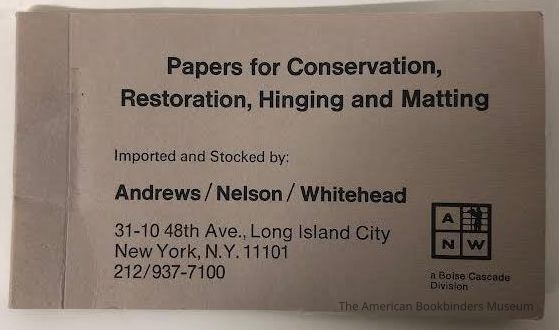 Papers for Conservation,
Restoration, Hinging and Matting
Imported and Stocked by:
Andrews/Nelson/Whitehead
31-10 48th Ave., Long Island City
New York, N.Y. 11101
212/937-7100
A
N W
a Boise Cascade
Division
The American Bookbinders Museum